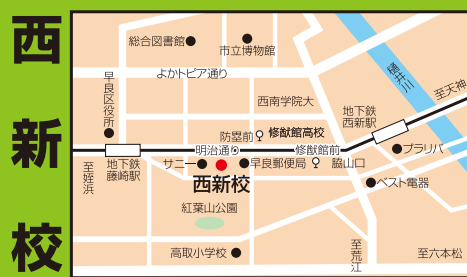 西新校
総合図書館
市立博物館
樋井川
よかトピア通り
至天神
早良区役所
西南学院大
地下鉄
西新駅
防塁前
修猷館高校
明治通
修猷館前
プラリバ
至姪浜
地下鉄
藤崎駅
サニー
早良郵便局
脇山口
西新校
ベスト電器
紅葉山公園
高取小学校
至荒江
至六本松